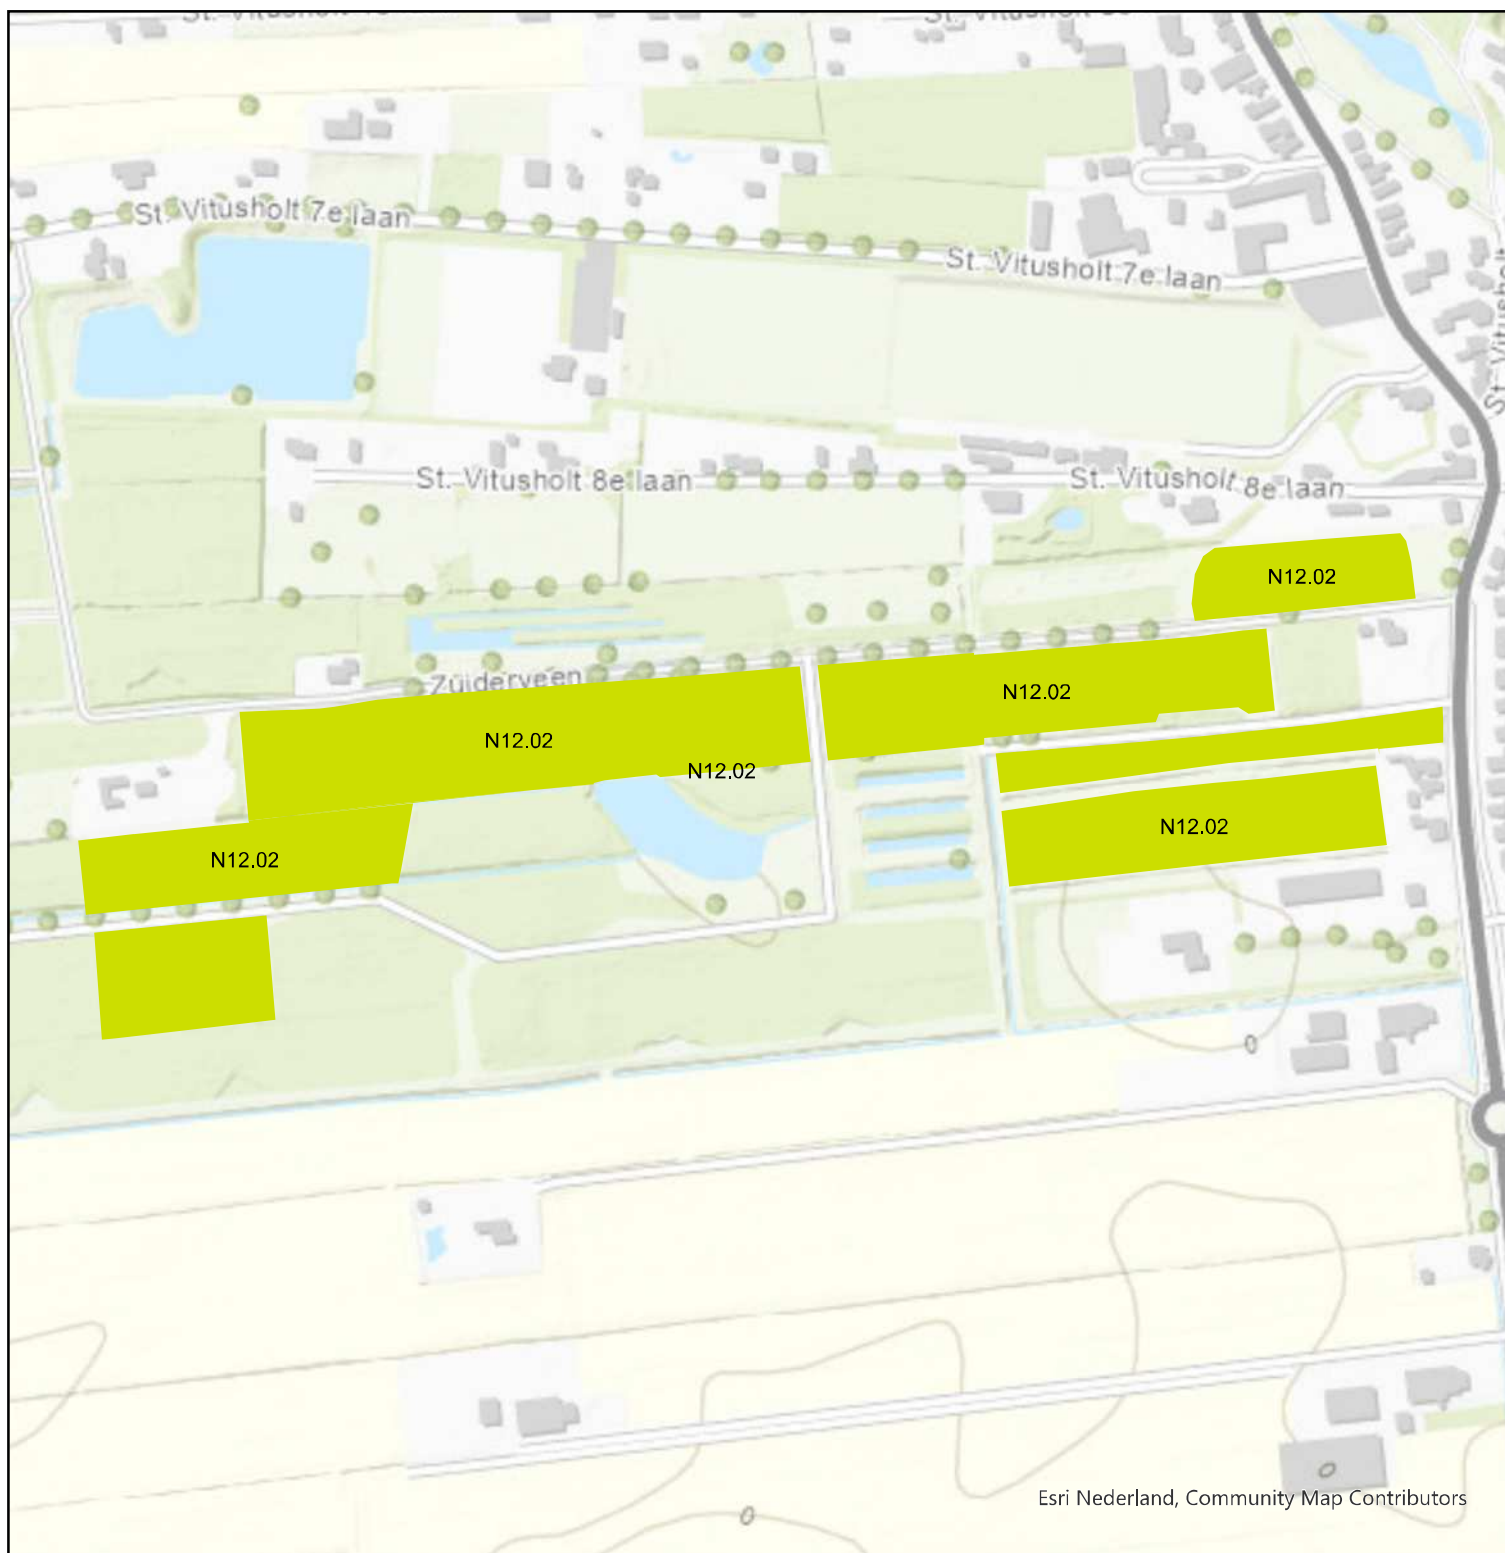 St. Vitusholt 7e laan
St. Vitusholt 7e laan
St. Vitusholt 8e laan
St. Vitusholt 8e laan
N12.02
Zuiderveen
N12.02
N12.02
N12.02
N12.02
N12.02
0
0
0
Esri Nederland, Community Map Contributors